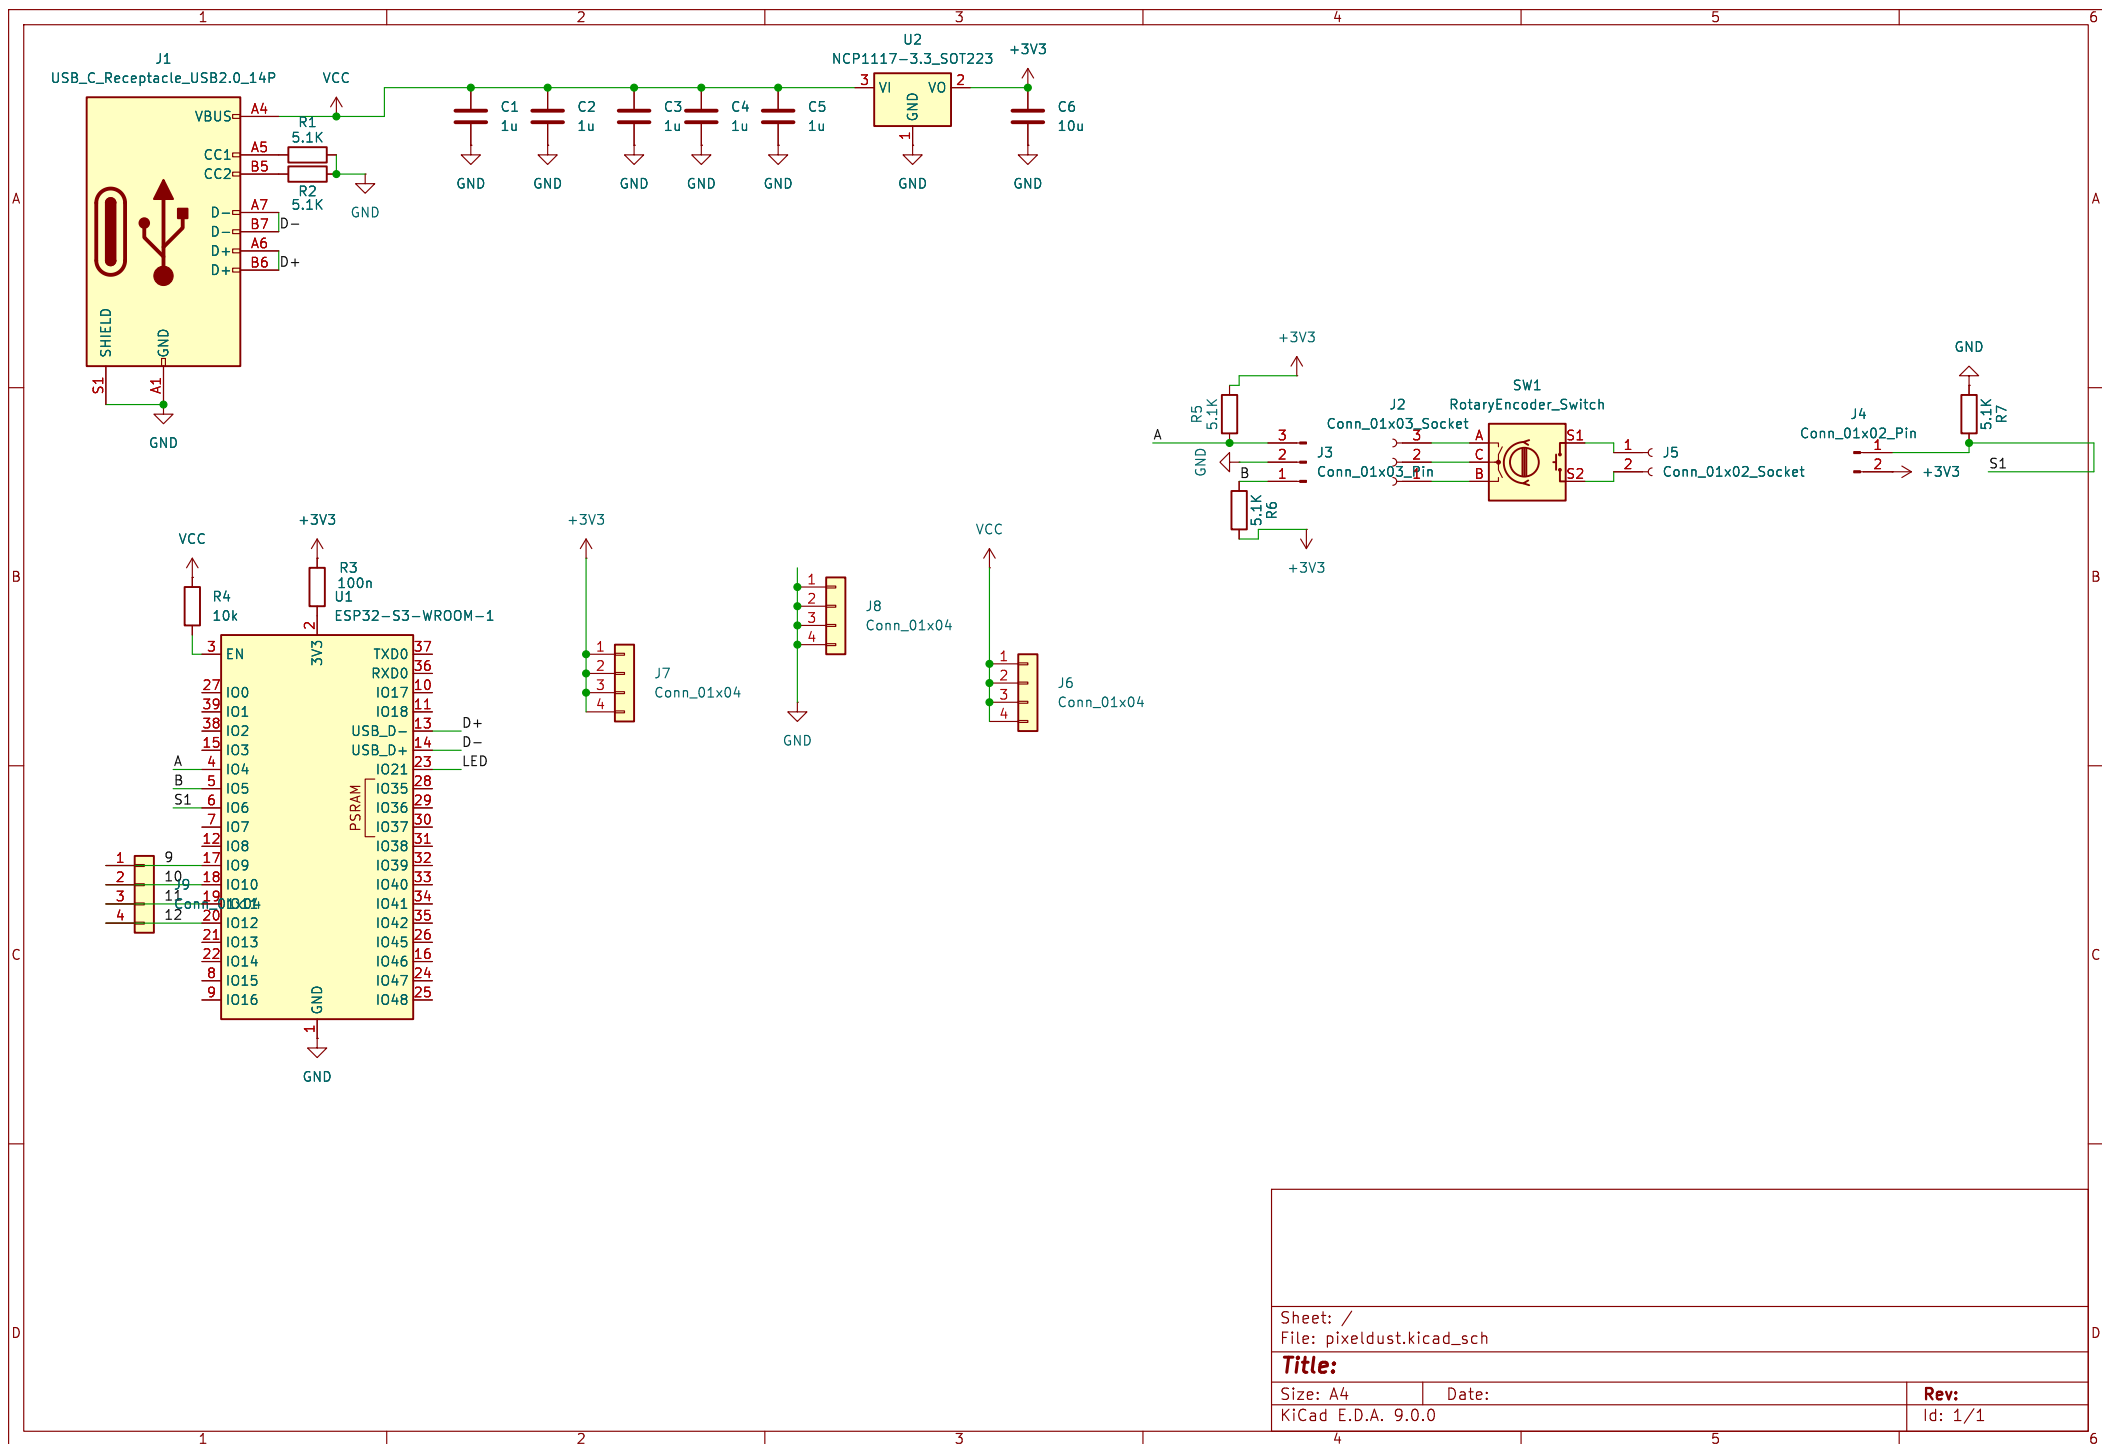 1 2 3 4 5 6
J1
USB_C_Receptacle_USB2.0_14P
VBUS A4
CC1 A5
CC2 B5
D- A7
D- B7
D+ A6
D+ B6
SHIELD
GND
S1
A1
GND
VCC
R1
5.1K
R2
5.1K
GND
D-
D+
C1
1u
GND
C2
1u
GND
C3
1u
GND
C4
1u
GND
C5
1u
GND
U2
NCP1117-3.3_SOT223
3 VI VO 2
GND
1
GND
+3V3
C6
10u
GND
A
A
+3V3
R5
5.1K
A
GND
B
3
2
1
J3
Conn_01x03_Pin
5.1K
R6
+3V3
J2
Conn_01x03_Socket
3
2
1
SW1
RotaryEncoder_Switch
A
C
B
S1
S2
1
2
J5
Conn_01x02_Socket
J4
Conn_01x02_Pin
1
2
+3V3
GND
5.1K
R7
S1
B
B
VCC
R4
10k
+3V3
R3
100n
U1
ESP32-S3-WROOM-1
2
3V3
3 EN
27 IO0
39 IO1
38 IO2
15 IO3
A 4 IO4
B 5 IO5
S1 6 IO6
7 IO7
12 IO8
9 17 IO9
10 18 IO10
11 19 IO11
12 20 IO12
21 IO13
22 IO14
8 IO15
9 IO16
TXD0 37
RXD0 36
IO17 10
IO18 11
USB_D- 13 D+
USB_D+ 14 D-
IO21 23 LED
IO35 28
IO36 29
IO37 30
IO38 31
IO39 32
IO40 33
IO41 34
IO42 35
IO45 26
IO46 16
IO47 24
IO48 25
PSRAM
GND
1
GND
1
2
3
4
J9
Conn_01x04
+3V3
1
2
3
4
J7
Conn_01x04
1
2
3
4
J8
Conn_01x04
GND
VCC
1
2
3
4
J6
Conn_01x04
C
C
D
D
Sheet: /
File: pixeldust.kicad_sch
Title:
Size: A4 Date: Rev:
KiCad E.D.A. 9.0.0 Id: 1/1
1 2 3 4 5 6